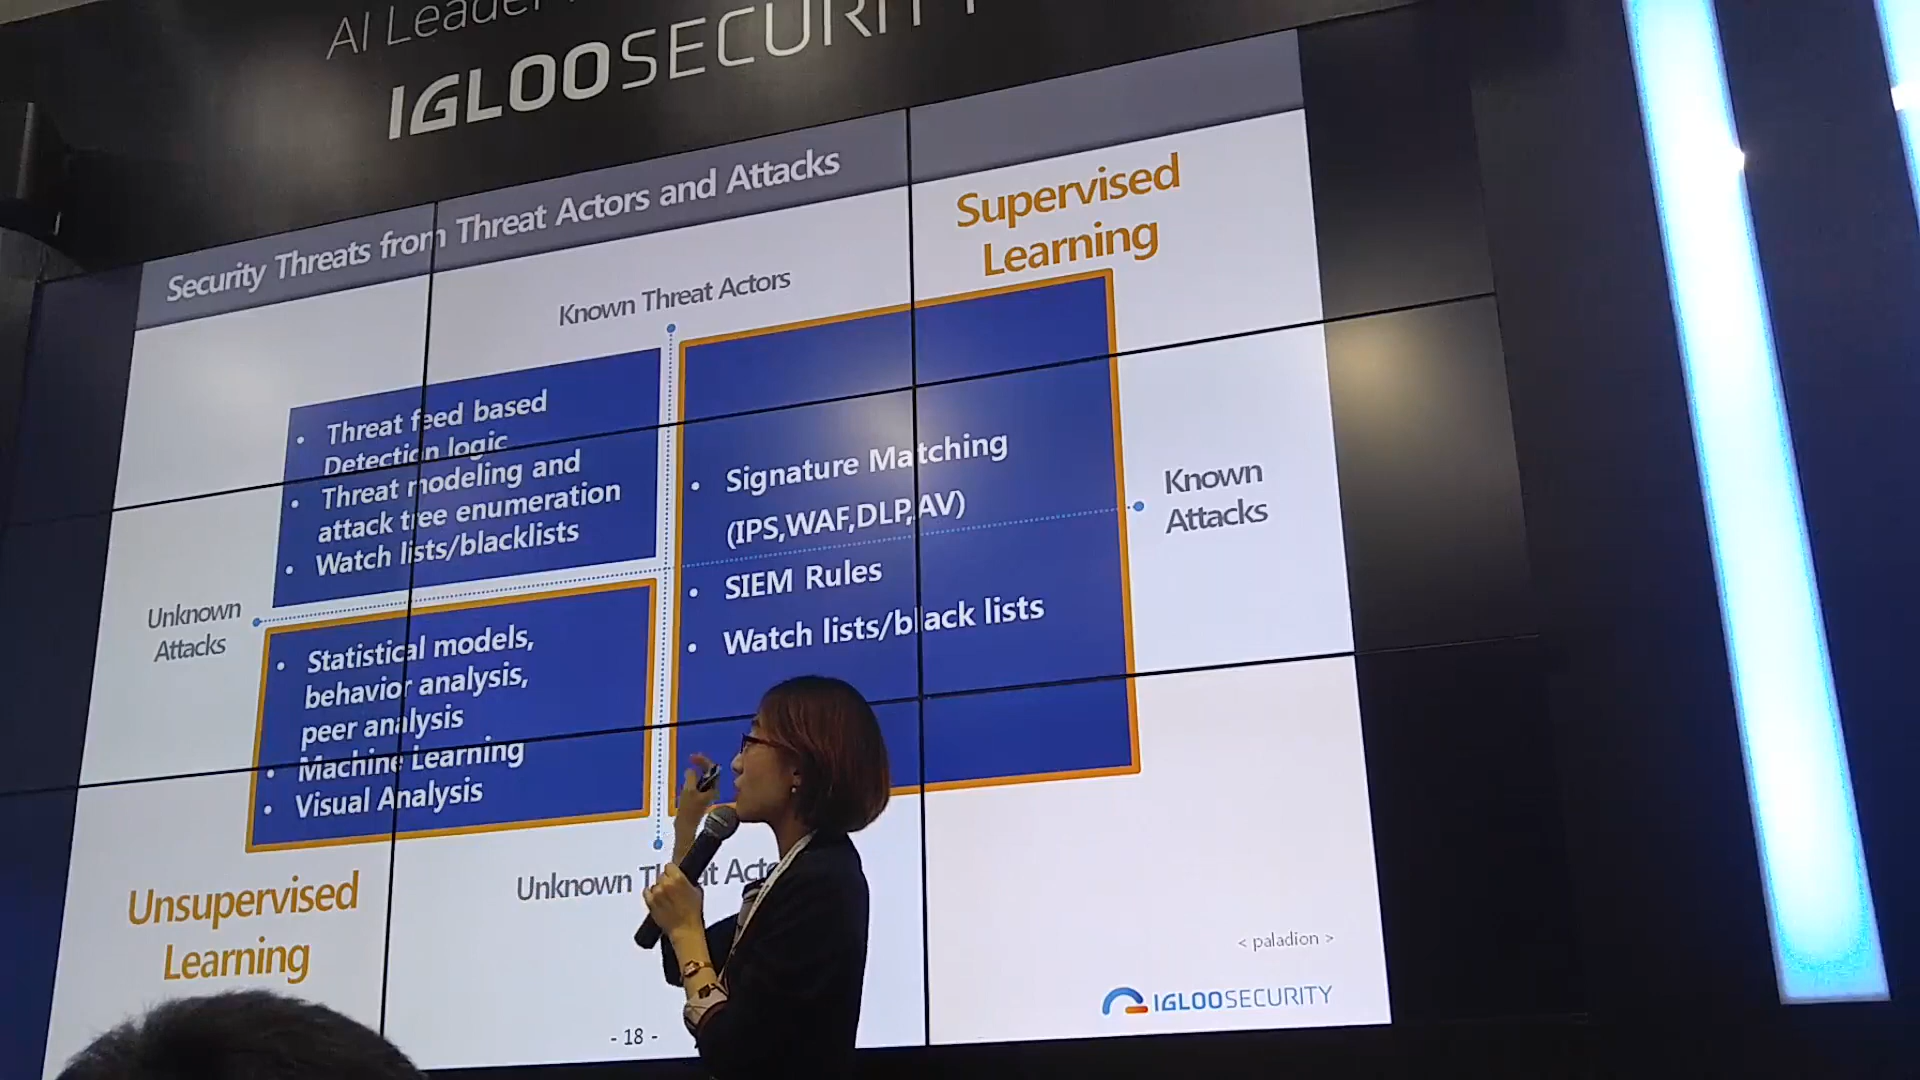 AI Leader
IGLOOSECURITY
Security Threats from Threat Actors and Attacks
Supervised
Learning
Known Threat Actors
• Threat feed based
Detection logic
• Threat modeling and
attack tree enumeration
• Watch lists/blacklists
• Signature Matching
(IPS,WAF,DLP,AV)
• SIEM Rules
• Watch lists/black lists
Known
Attacks
Unknown
Attacks
• Statistical models,
behavior analysis,
peer analysis
• Machine Learning
• Visual Analysis
Unknown Threat Acto
Unsupervised
Learning
< paladion >
IGLOOSECURITY
- 18 -